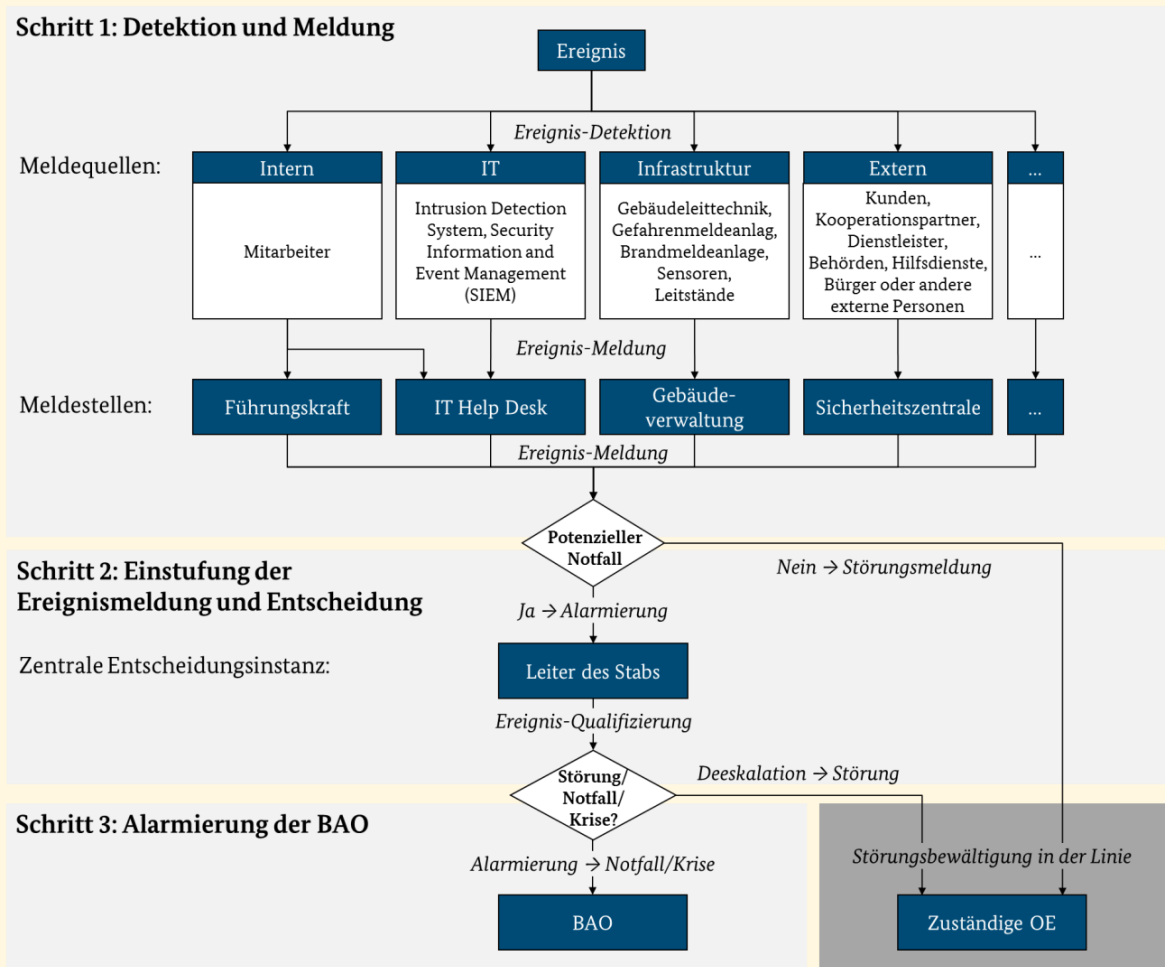 Schritt 1: Detektion und Meldung
Ereignis
Ereignis-Detektion
Meldequellen:
Intern
Mitarbeiter
IT
Intrusion Detection
System, Security
Information and
Event Management
(SIEM)
Infrastruktur
Gebäudeleittechnik,
Gefahrenmeldeanlag,
Brandmeldeanlage,
Sensoren,
Leitstände
Extern
Kunden,
Kooperationspartner,
Dienstleister,
Behörden, Hilfsdienste,
Bürger oder andere
externe Personen
...
...
Ereignis-Meldung
Meldestellen:
Führungskraft
IT Help Desk
Gebäude-
verwaltung
Sicherheitszentrale
...
Ereignis-Meldung
Potenzieller
Notfall
Nein → Störungsmeldung
Schritt 2: Einstufung der
Ereignismeldung und Entscheidung
Ja → Alarmierung
Zentrale Entscheidungsinstanz:
Leiter des Stabs
Ereignis-Qualifizierung
Störung/
Notfall/
Krise?
Deeskalation → Störung
Schritt 3: Alarmierung der BAO
Alarmierung → Notfall/Krise
BAO
Störungsbewältigung in der Linie
Zuständige OE